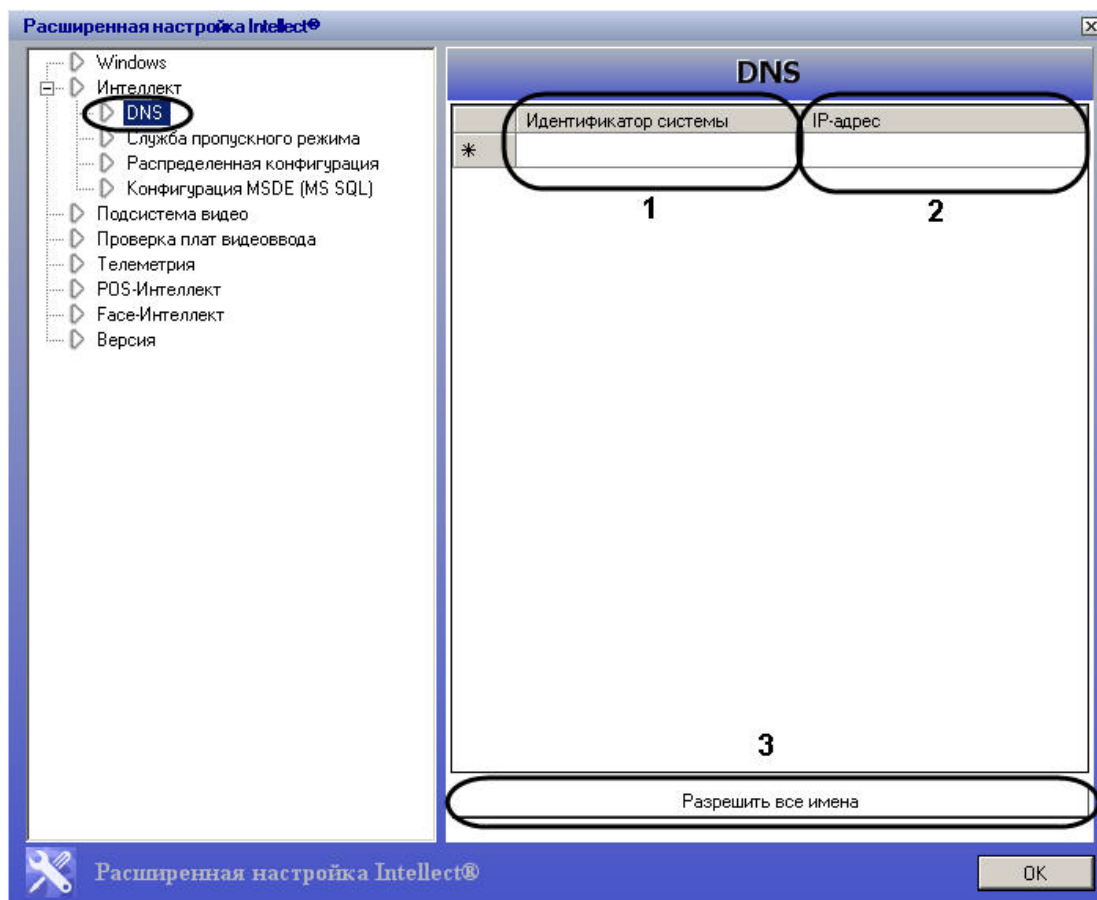 Расширенная настройка Intellect®
Windows
Интеллект
DNS
Служба пропускного режима
Распределенная конфигурация
Конфигурация MSDE (MS SQL)
Подсистема видео
Проверка плат видеоввода
Телеметрия
POS-Интеллект
Face-Интеллект
Версия
DNS
Идентификатор системы IP-адрес
1 2
3
Разрешить все имена
Расширенная настройка Intellect®
OK